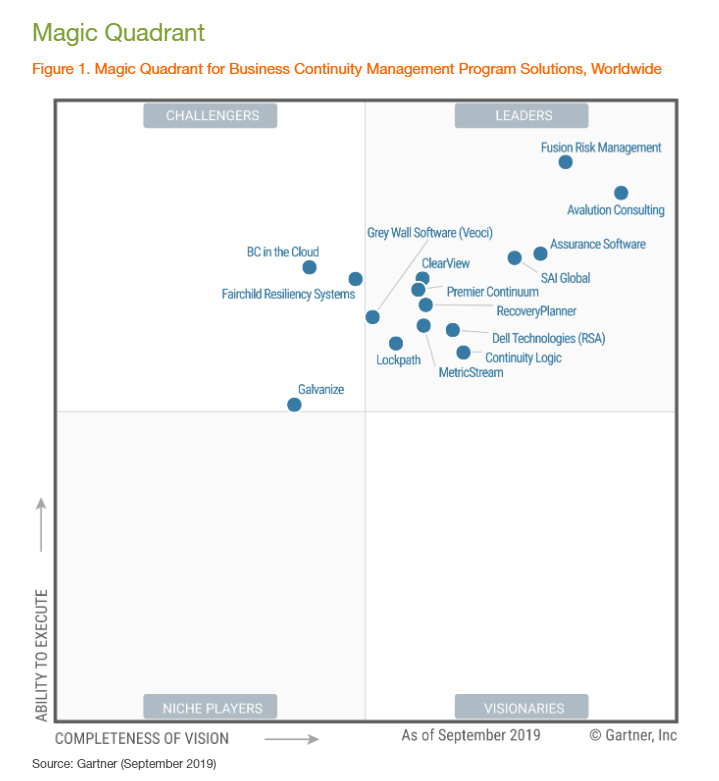 Magic Quadrant
Figure 1. Magic Quadrant for Business Continuity Management Program Solutions, Worldwide
CHALLENGERS
LEADERS
Fusion Risk Management
Avalution Consulting
Grey Wall Software (Veoci)
Assurance Software
BC in the Cloud
ClearView
SAI Global
Fairchild Resiliency Systems
Premier Continuum
RecoveryPlanner
Dell Technologies (RSA)
Lockpath
Continuity Logic
MetricStream
Galvanize
ABILITY TO EXECUTE
NICHE PLAYERS
VISIONARIES
COMPLETENESS OF VISION
As of September 2019
© Gartner, Inc
Source: Gartner (September 2019)